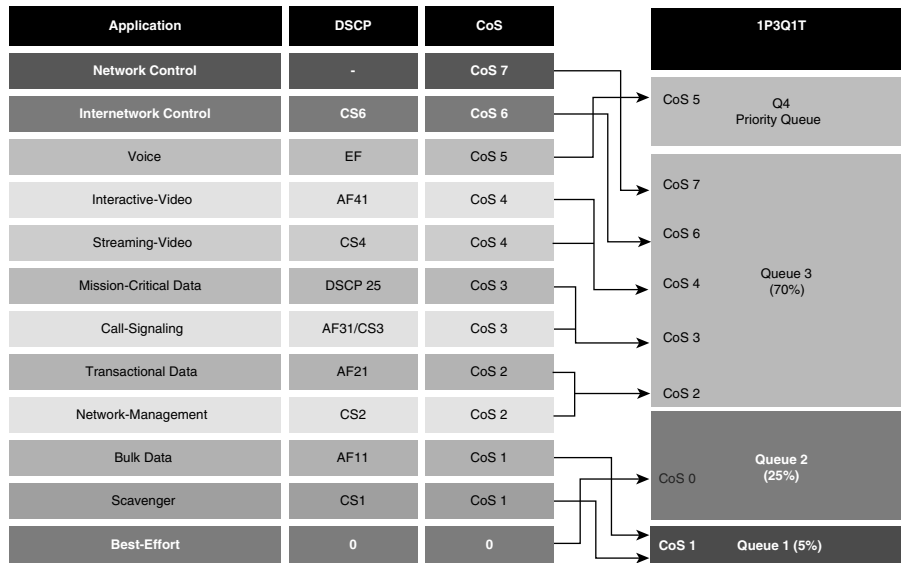 Application DSCP CoS 1P3Q1T
Network Control - CoS 7
Internetwork Control CS6 CoS 6
Voice EF CoS 5
Interactive-Video AF41 CoS 4
Streaming-Video CS4 CoS 4
Mission-Critical Data DSCP 25 CoS 3
Call-Signaling AF31/CS3 CoS 3
Transactional Data AF21 CoS 2
Network-Management CS2 CoS 2
Bulk Data AF11 CoS 1
Scavenger CS1 CoS 1
Best-Effort 0 0
CoS 5
Q4
Priority Queue
CoS 7
CoS 6
CoS 4
Queue 3
(70%)
CoS 3
CoS 2
CoS 0
Queue 2
(25%)
CoS 1 Queue 1 (5%)